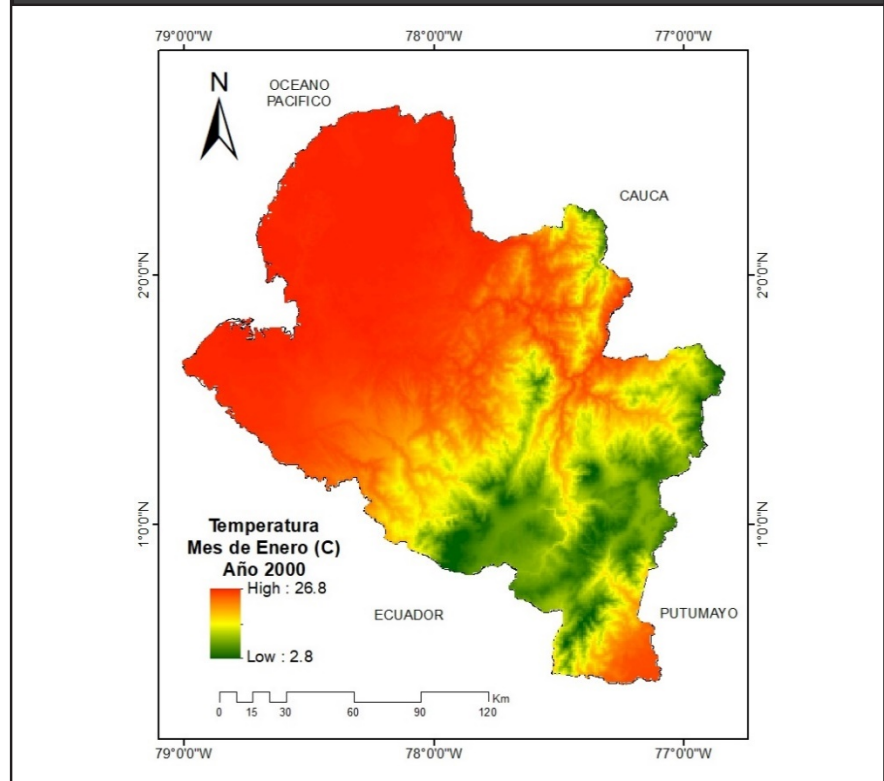 79°0'0"W 78°0'0"W 77°0'0"W
N
OCEANO
PACIFICO
CAUCA
2°0'0"N 2°0'0"N
1°0'0"N 1°0'0"N
Temperatura
Mes de Enero (C)
Año 2000
High : 26.8
Low : 2.8
ECUADOR
PUTUMAYO
Km
0 15 30 60 90 120
79°0'0"W 78°0'0"W 77°0'0"W